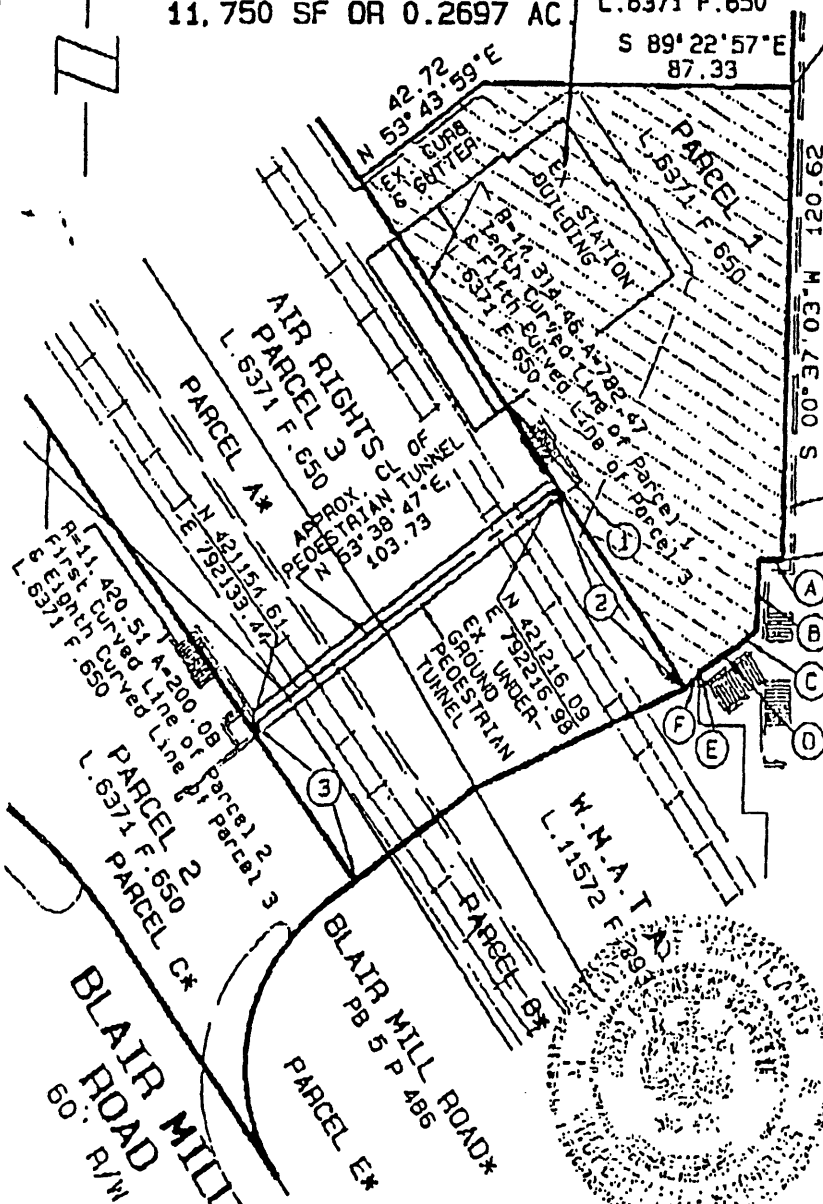 11,750 SF OR 0.2697 AC.
L.6371 F.650
S 89°22'57"E
87.33
42.72
N 53°43'59"E
EX. CURB
& GUTTER
EX. STATION
BUILDING
PARCEL 1
L.6371 F.650
S 00°37'03"W 120.62
R=11,314.46 A=782.47
Tenth Curved Line of Parcel 1
& Fifth Curved Line of Parcel 3
L.6371 F.650
AIR RIGHTS
PARCEL 3
L.6371 F.650
PARCEL A*
APPROX. CL OF
PEDESTRIAN TUNNEL
N 53°38'47"E,
103.73
N 421154.61
E 792133.44
N 421216.09
E 792216.98
EX. UNDER-
GROUND
PEDESTRIAN
TUNNEL
R=11,420.51 A=200.08
First Curved Line of Parcel 2
& Eighth Curved Line of Parcel 3
L.6371 F.650
1
2
3
A
B
C
D
E
F
PARCEL 2
L.6371 F.650
PARCEL C*
W.M.A.T.A.
L.11572 F.
PARCEL B*
BLAIR MILL ROAD*
PB 5 P 486
PARCEL E*
BLAIR MILL
ROAD
60' R/W